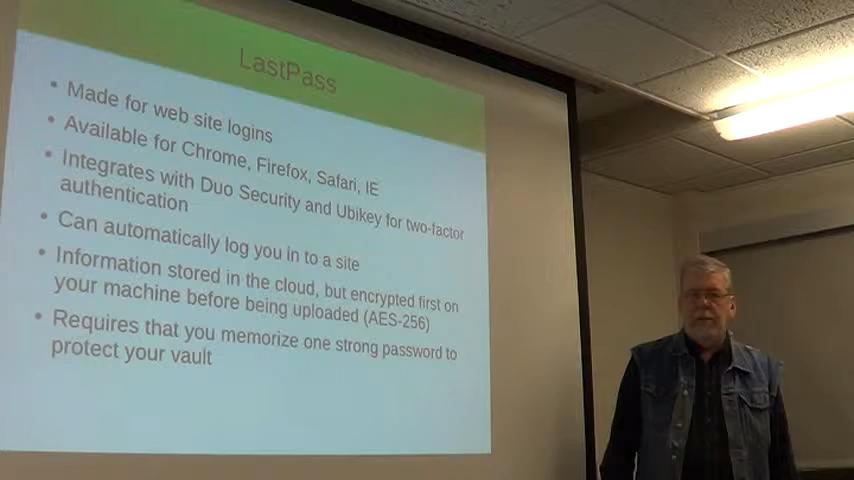 LastPass
• Made for web site logins
• Available for Chrome, Firefox, Safari, IE
• Integrates with Duo Security and Ubikey for two-factor
authentication
• Can automatically log you in to a site
• Information stored in the cloud, but encrypted first on
your machine before being uploaded (AES-256)
• Requires that you memorize one strong password to
protect your vault